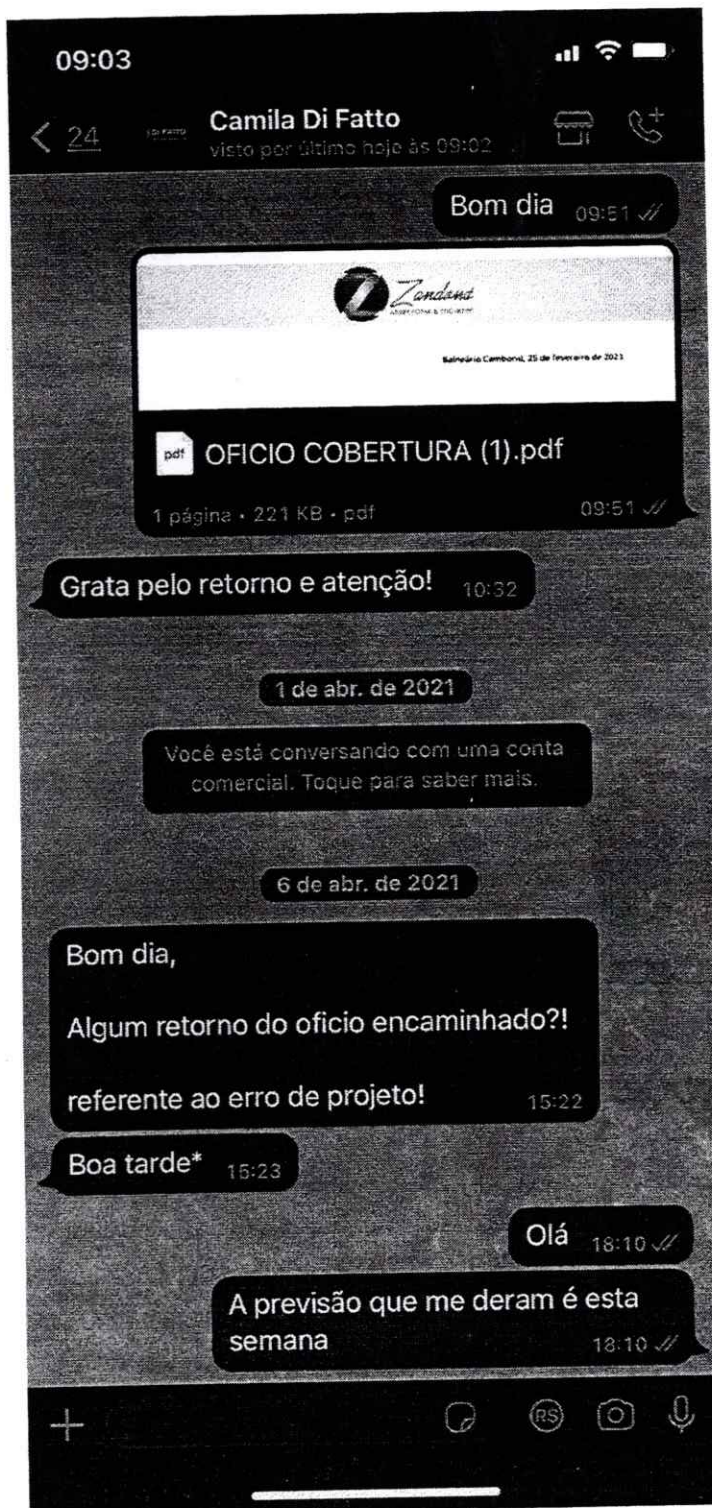 09:03
24
DI FATTO
Camila Di Fatto
visto por último hoje às 09:02
Bom dia 09:51
Z Zandoná
Balneário Camboriú, 25 de fevereiro de 2021
pdf OFICIO COBERTURA (1).pdf
1 página • 221 KB • pdf 09:51
Grata pelo retorno e atenção! 10:32
1 de abr. de 2021
Você está conversando com uma conta
comercial. Toque para saber mais.
6 de abr. de 2021
Bom dia,
Algum retorno do oficio encaminhado?!
referente ao erro de projeto! 15:22
Boa tarde* 15:23
Olá 18:10
A previsão que me deram é esta
semana 18:10
R$